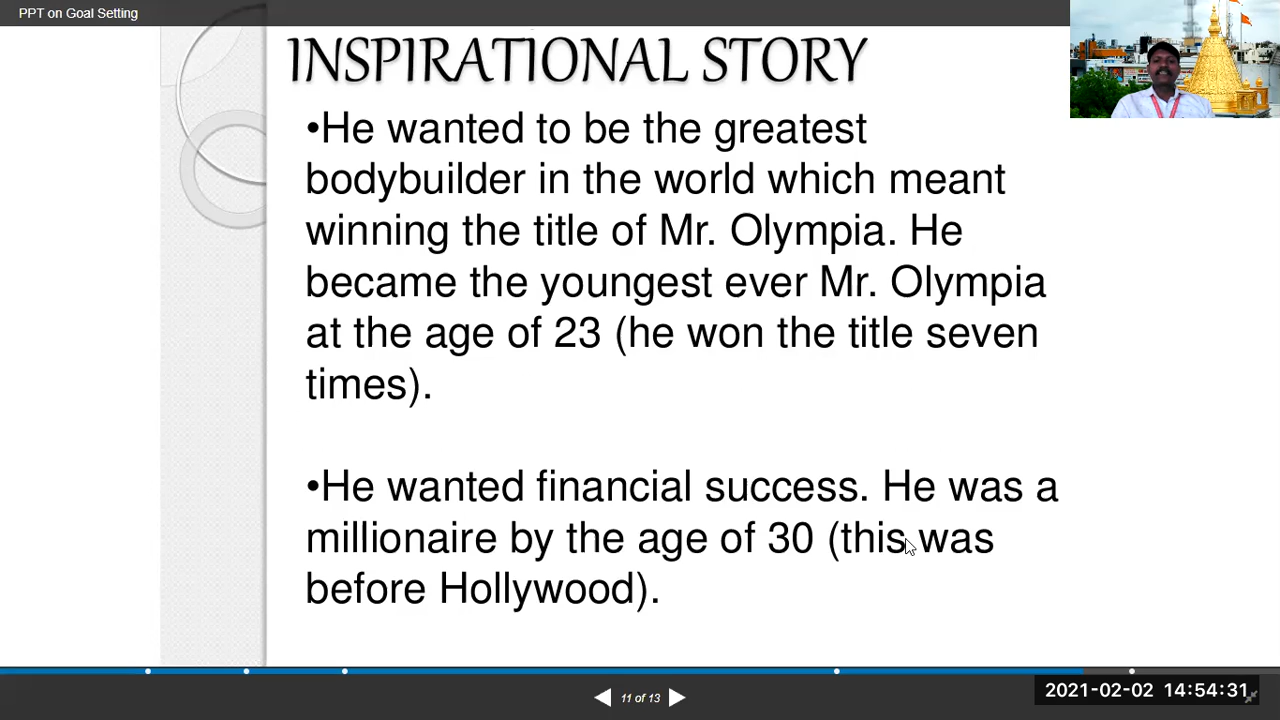 PPT on Goal Setting
INSPIRATIONAL STORY
•He wanted to be the greatest
bodybuilder in the world which meant
winning the title of Mr. Olympia. He
became the youngest ever Mr. Olympia
at the age of 23 (he won the title seven
times).
•He wanted financial success. He was a
millionaire by the age of 30 (this was
before Hollywood).
11 of 13
2021-02-02 14:54:31